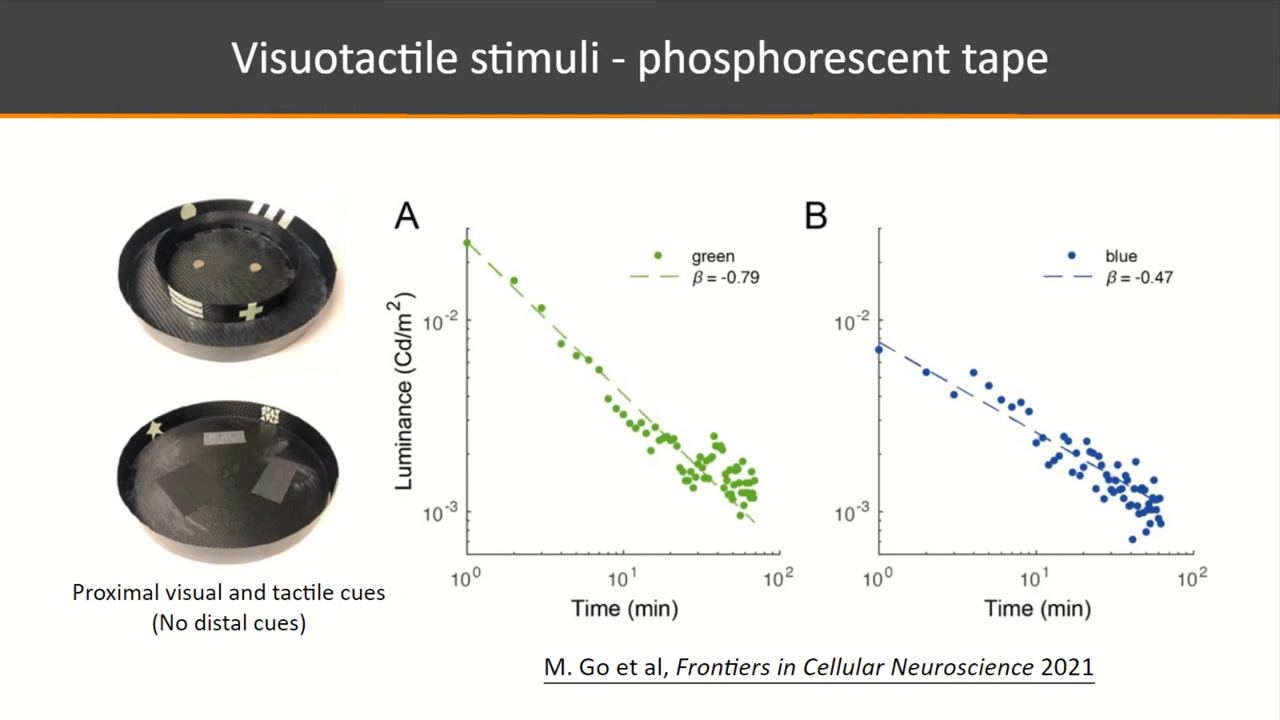 Visuotactile stimuli - phosphorescent tape
A
green
β = -0.79
Luminance (Cd/m²)
10⁻²
10⁻³
10⁰
10¹
10²
Time (min)
B
blue
β = -0.47
10⁻²
10⁻³
10⁰
10¹
10²
Time (min)
Proximal visual and tactile cues
(No distal cues)
M. Go et al, Frontiers in Cellular Neuroscience 2021